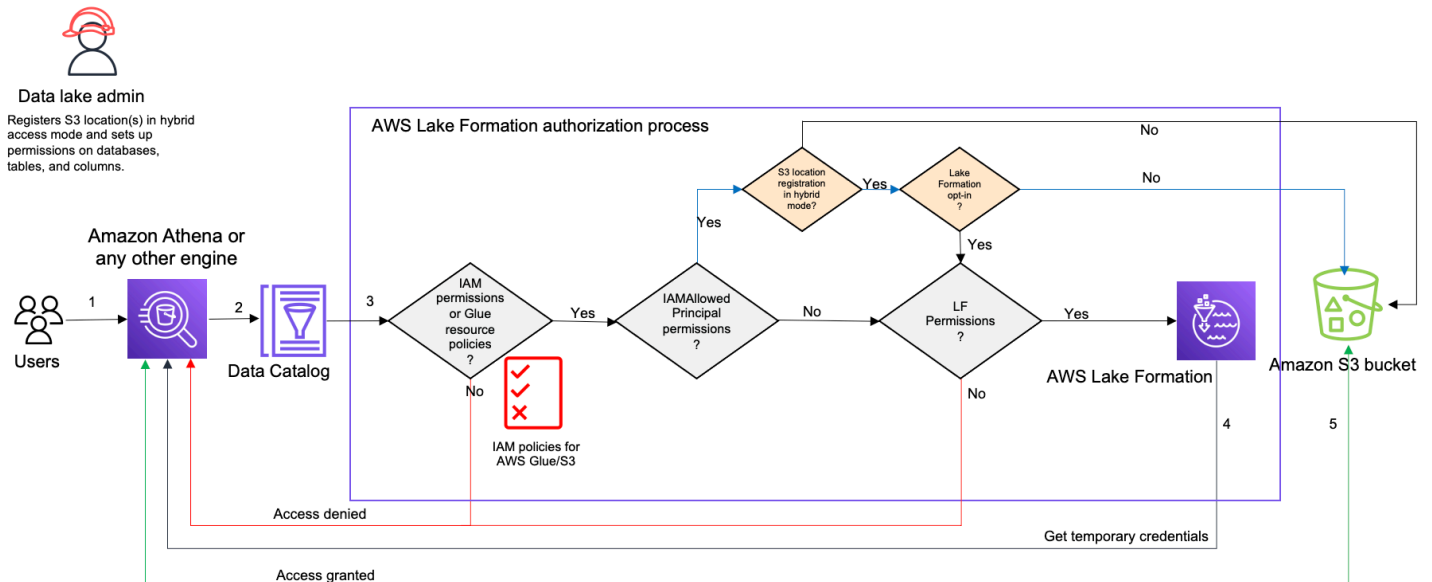 Data lake admin
Registers S3 location(s) in hybrid
access mode and sets up
permissions on databases,
tables, and columns.
AWS Lake Formation authorization process
No
S3 location
registration
in hybrid
mode?
Yes
Lake
Formation
opt-in
?
No
Yes
Yes
Amazon Athena or
any other engine
1
2
3
Users
Data Catalog
IAM
permissions
or Glue
resource
policies
?
Yes
No
IAMAllowed
Principal
permissions
?
No
LF
Permissions
?
Yes
No
AWS Lake Formation
Amazon S3 bucket
4
5
IAM policies for
AWS Glue/S3
Access denied
Get temporary credentials
Access granted